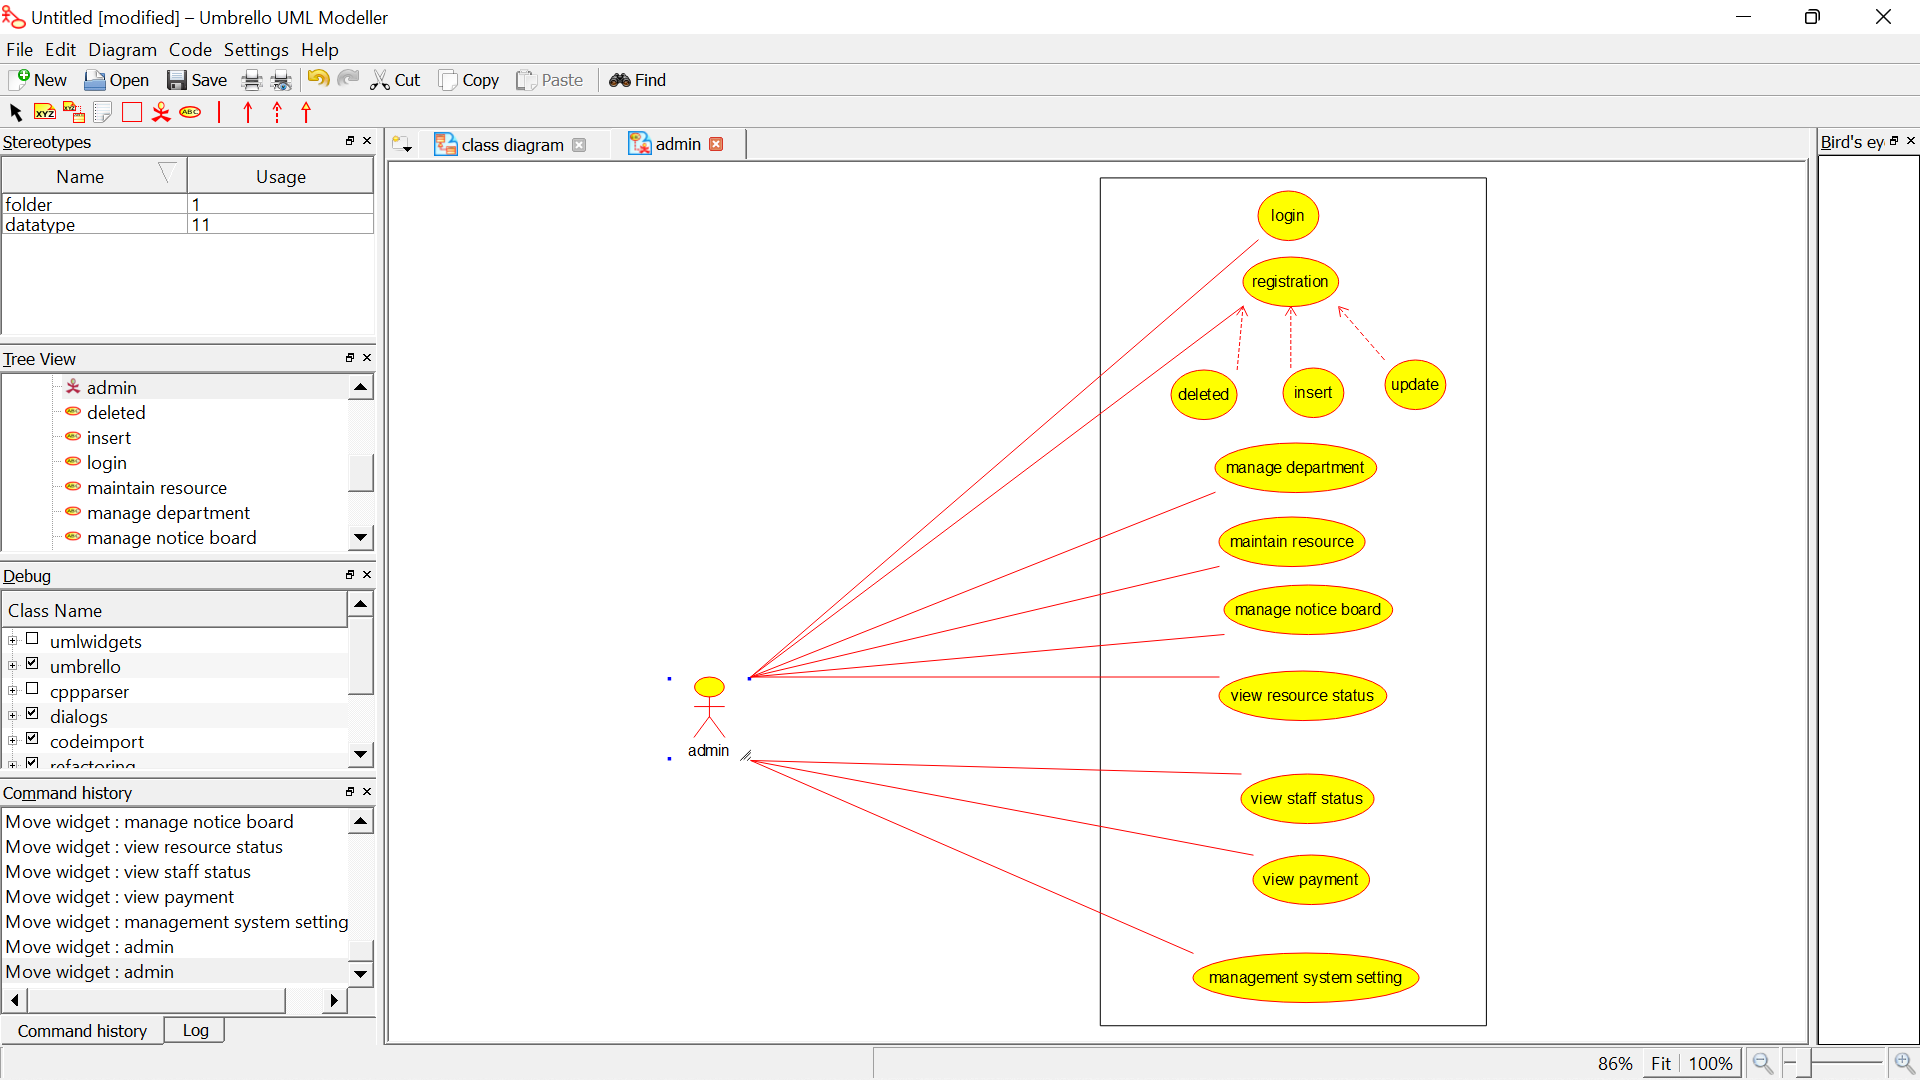 Untitled [modified] – Umbrello UML Modeller
File Edit Diagram Code Settings Help
New Open Save Cut Copy Paste Find
XYZ XYZ ABC
Stereotypes
Name Usage
folder 1
datatype 11
Tree View
admin
deleted
insert
login
maintain resource
manage department
manage notice board
Debug
Class Name
umlwidgets
umbrello
cppparser
dialogs
codeimport
refactoring
Command history
Move widget : manage notice board
Move widget : view resource status
Move widget : view staff status
Move widget : view payment
Move widget : management system setting
Move widget : admin
Move widget : admin
Command history Log
class diagram admin
login
registration
deleted insert update
manage department
maintain resource
manage notice board
view resource status
admin
view staff status
view payment
management system setting
Bird's ey
86% Fit 100%